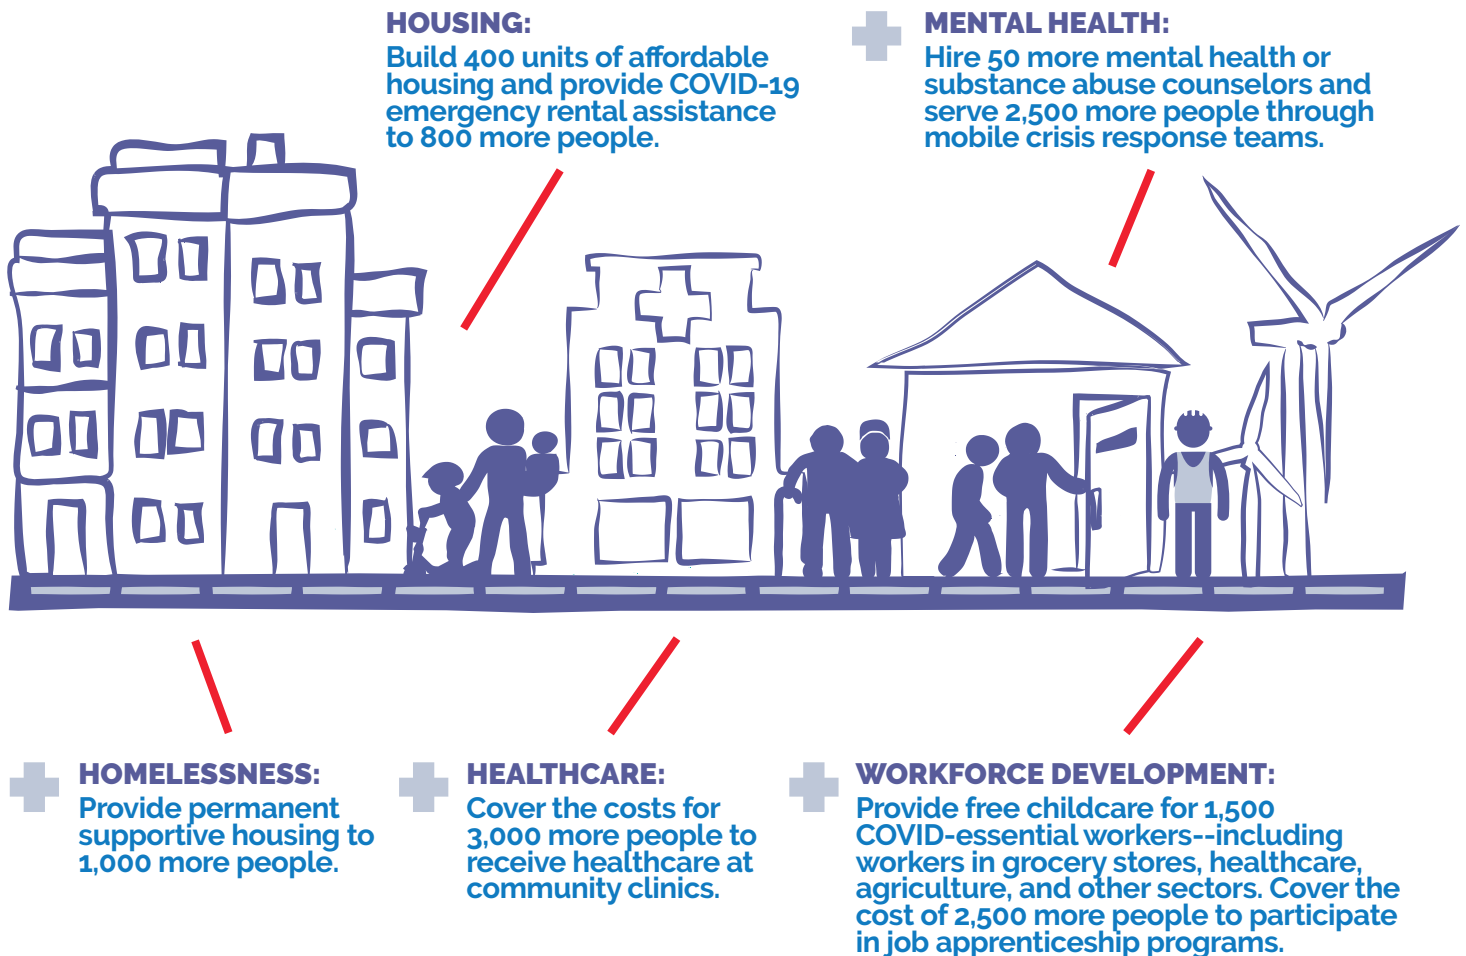 HOUSING:
Build 400 units of affordable
housing and provide COVID-19
emergency rental assistance
to 800 more people.
MENTAL HEALTH:
Hire 50 more mental health or
substance abuse counselors and
serve 2,500 more people through
mobile crisis response teams.
HOMELESSNESS:
Provide permanent
supportive housing to
1,000 more people.
HEALTHCARE:
Cover the costs for
3,000 more people to
receive healthcare at
community clinics.
WORKFORCE DEVELOPMENT:
Provide free childcare for 1,500
COVID-essential workers--including
workers in grocery stores, healthcare,
agriculture, and other sectors. Cover the
cost of 2,500 more people to participate
in job apprenticeship programs.